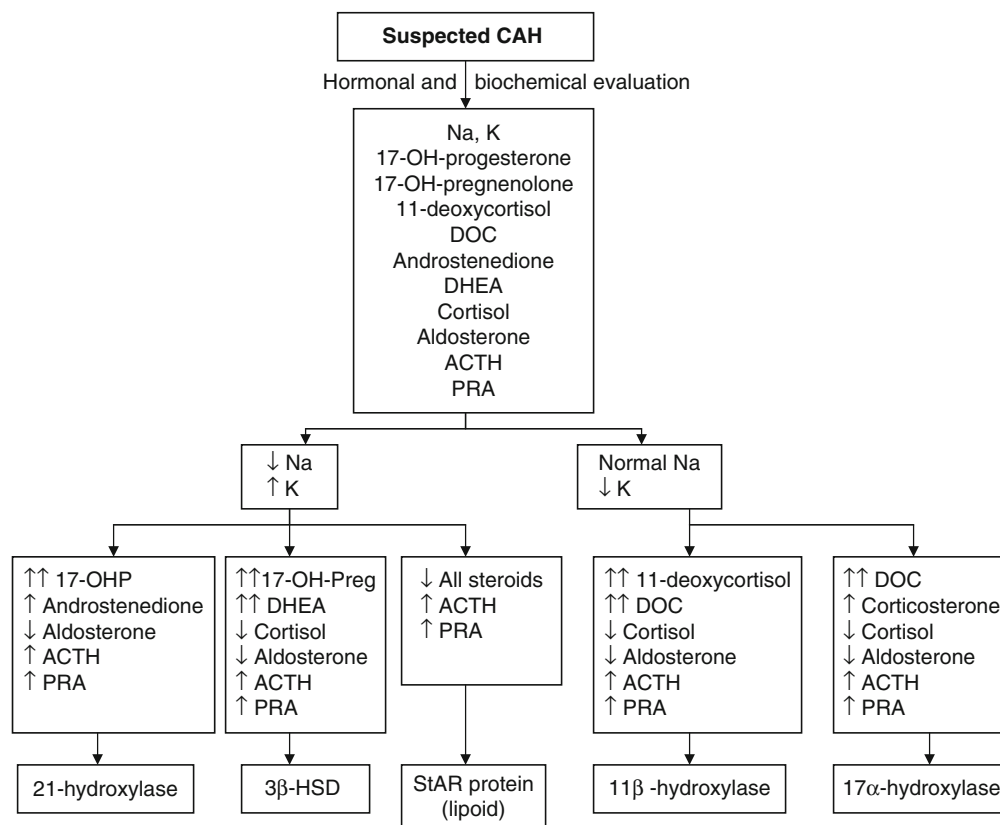 Suspected CAH
Hormonal and biochemical evaluation
Na, K
17-OH-progesterone
17-OH-pregnenolone
11-deoxycortisol
DOC
Androstenedione
DHEA
Cortisol
Aldosterone
ACTH
PRA
↓ Na
↑ K
Normal Na
↓ K
↑↑ 17-OHP
↑ Androstenedione
↓ Aldosterone
↑ ACTH
↑ PRA
↑↑17-OH-Preg
↑↑ DHEA
↓ Cortisol
↓ Aldosterone
↑ ACTH
↑ PRA
↓ All steroids
↑ ACTH
↑ PRA
↑↑ 11-deoxycortisol
↑↑ DOC
↓ Cortisol
↓ Aldosterone
↑ ACTH
↑ PRA
↑↑ DOC
↑ Corticosterone
↓ Cortisol
↓ Aldosterone
↑ ACTH
↑ PRA
21-hydroxylase
3β-HSD
StAR protein
(lipoid)
11β -hydroxylase
17α-hydroxylase